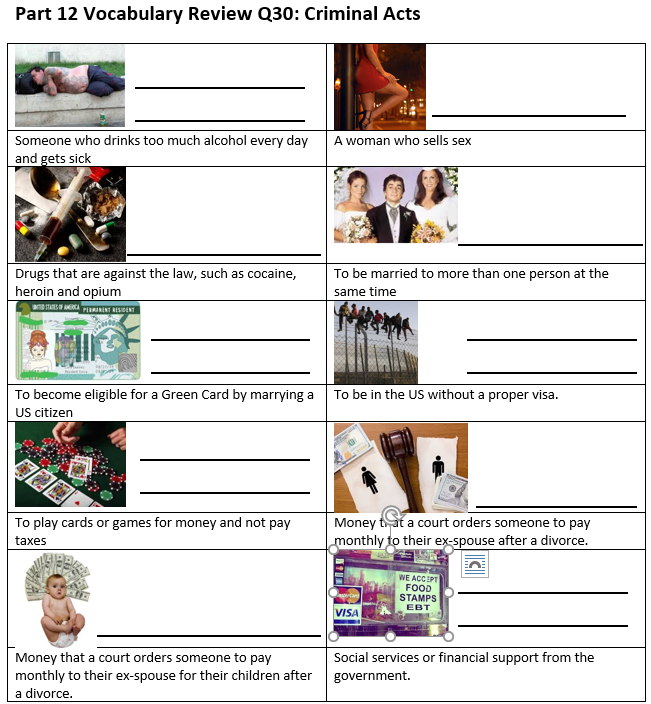 Part 12 Vocabulary Review Q30: Criminal Acts
Someone who drinks too much alcohol every day
and gets sick
A woman who sells sex
Drugs that are against the law, such as cocaine,
heroin and opium
To be married to more than one person at the
same time
UNITED STATES OF AMERICA
PERMANENT RESIDENT
To become eligible for a Green Card by marrying a
US citizen
To be in the US without a proper visa.
To play cards or games for money and not pay
taxes
Money that a court orders someone to pay
monthly to their ex-spouse after a divorce.
WE ACCEPT
FOOD
STAMPS
EBT
MasterCard
VISA
Money that a court orders someone to pay
monthly to their ex-spouse for their children after
a divorce.
Social services or financial support from the
government.